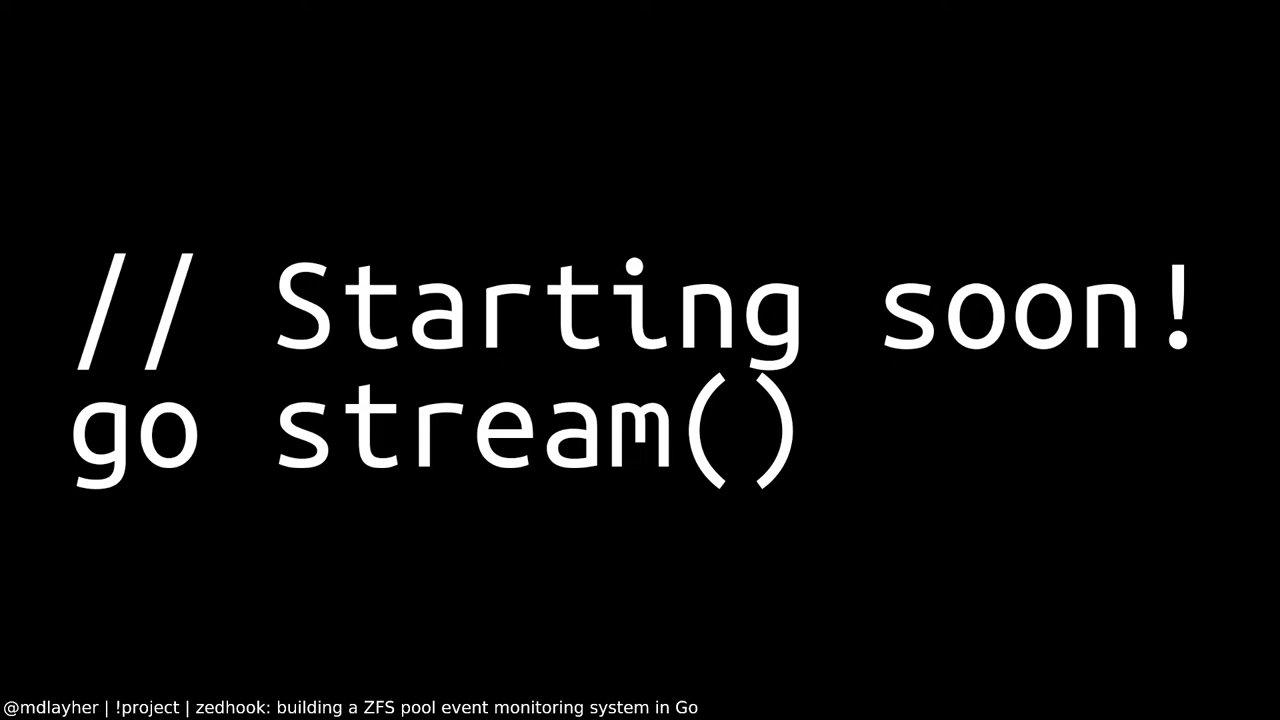 // Starting soon!
go stream()
@mdlayher | !project | zedhook: building a ZFS pool event monitoring system in Go